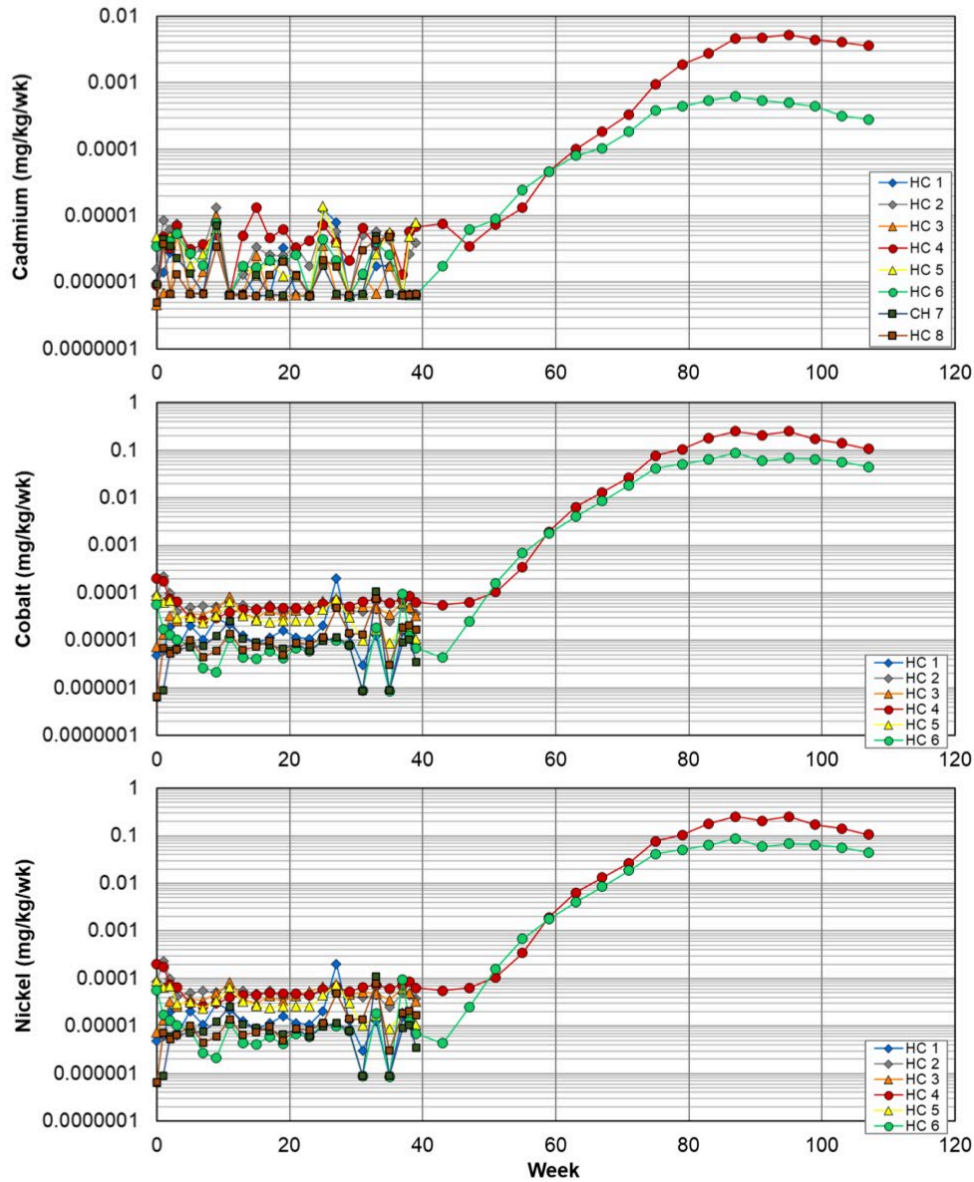 Cadmium (mg/kg/wk)
0.01
0.001
0.0001
0.00001
0.000001
0.0000001
0 20 40 60 80 100 120
HC 1
HC 2
HC 3
HC 4
HC 5
HC 6
CH 7
HC 8
Cobalt (mg/kg/wk)
1
0.1
0.01
0.001
0.0001
0.00001
0.000001
0.0000001
0 20 40 60 80 100 120
HC 1
HC 2
HC 3
HC 4
HC 5
HC 6
Nickel (mg/kg/wk)
1
0.1
0.01
0.001
0.0001
0.00001
0.000001
0.0000001
0 20 40 60 80 100 120
HC 1
HC 2
HC 3
HC 4
HC 5
HC 6
Week